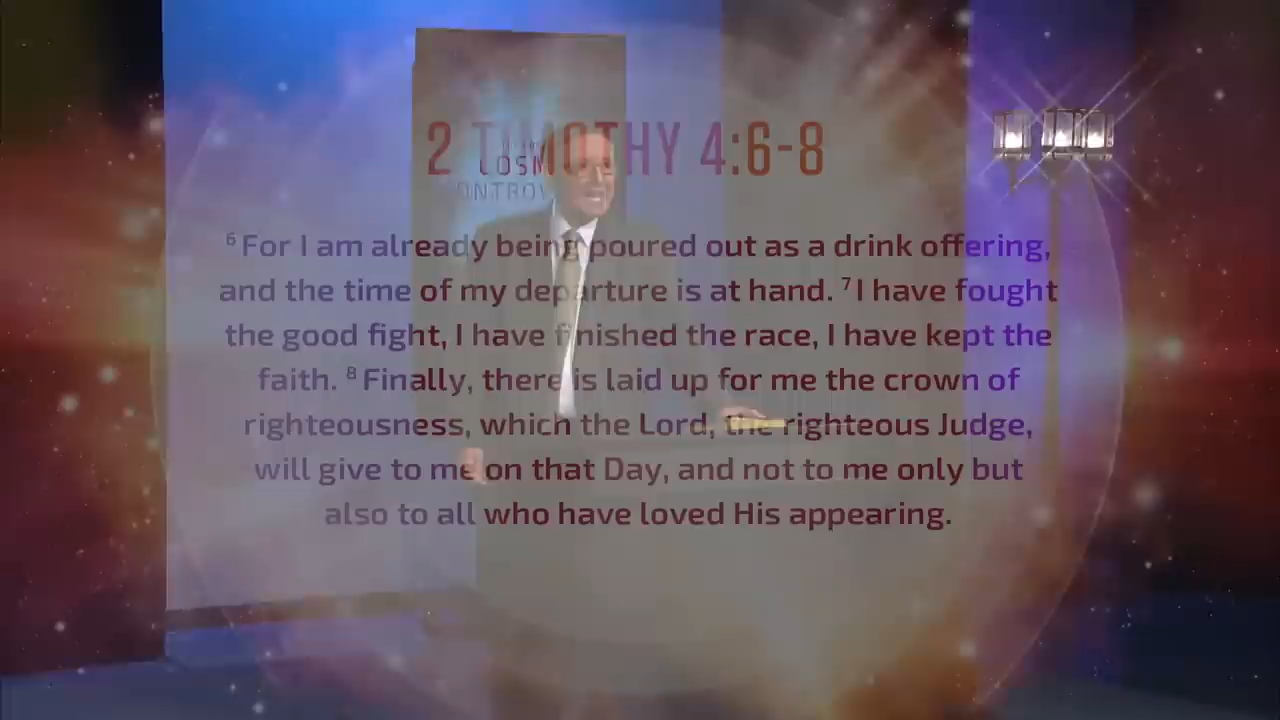 2 TIMOTHY 4:6-8
6 For I am already being poured out as a drink offering,
and the time of my departure is at hand. 7 I have fought
the good fight, I have finished the race, I have kept the
faith. 8 Finally, there is laid up for me the crown of
righteousness, which the Lord, the righteous Judge,
will give to me on that Day, and not to me only but
also to all who have loved His appearing.